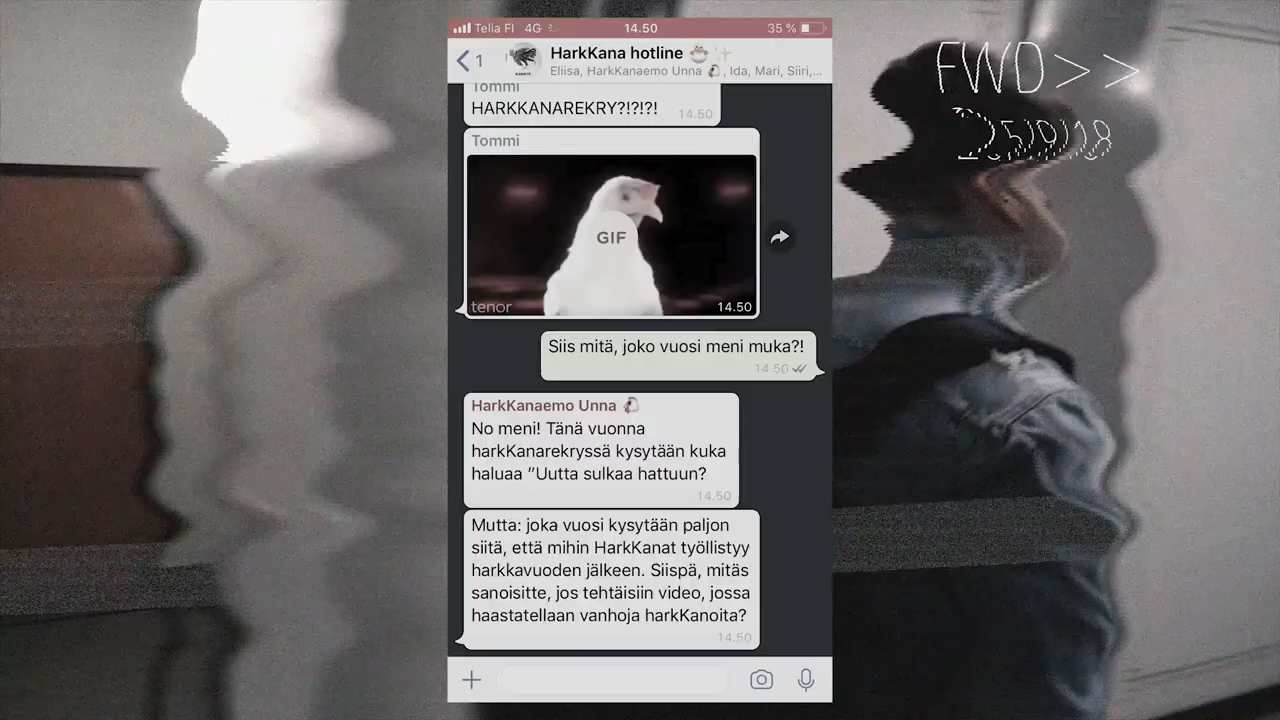 Telia FI 4G 14.50 35 %
1 HarkKana hotline
Eliisa, HarkKanaemo Unna 🐧, Ida, Mari, Siiri,...
Tommi
HARKKANAREKRY?!?!?! 14.50
Tommi
GIF
tenor 14.50
Siis mitä, joko vuosi meni muka?!
14.50
HarkKanaemo Unna 🐧
No meni! Tänä vuonna
harkKanarekryssä kysytään kuka
haluaa ”Uutta sulkaa hattuun?
14.50
Mutta: joka vuosi kysytään paljon
siitä, että mihin HarkKanat työllistyy
harkkavuoden jälkeen. Siispä, mitäs
sanoisitte, jos tehtäisiin video, jossa
haastatellaan vanhoja harkKanoita?
14.50
FWD>>
25/9/18